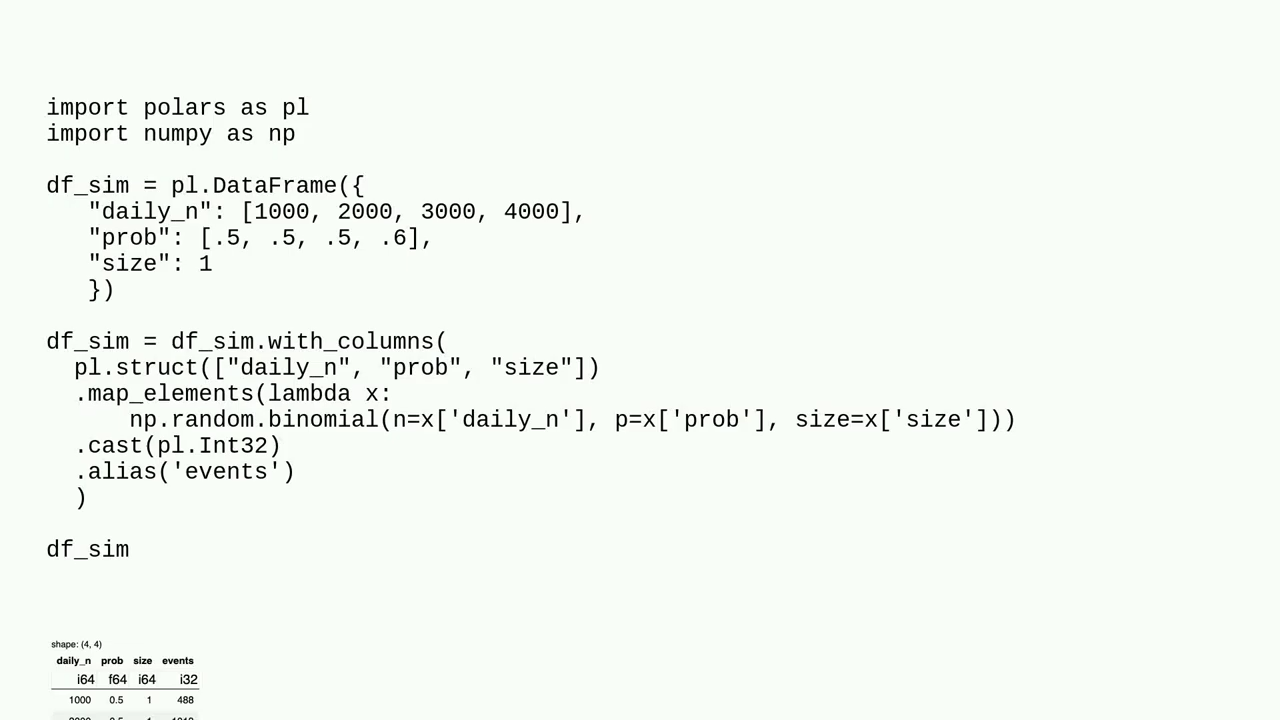 import polars as pl
import numpy as np
df_sim = pl.DataFrame({
"daily_n": [1000, 2000, 3000, 4000],
"prob": [.5, .5, .5, .6],
"size": 1
})
df_sim = df_sim.with_columns(
pl.struct(["daily_n", "prob", "size"])
.map_elements(lambda x:
np.random.binomial(n=x['daily_n'], p=x['prob'], size=x['size']))
.cast(pl.Int32)
.alias('events')
)
df_sim
shape: (4, 4)
daily_n prob size events
i64 f64 i64 i32
1000 0.5 1 488